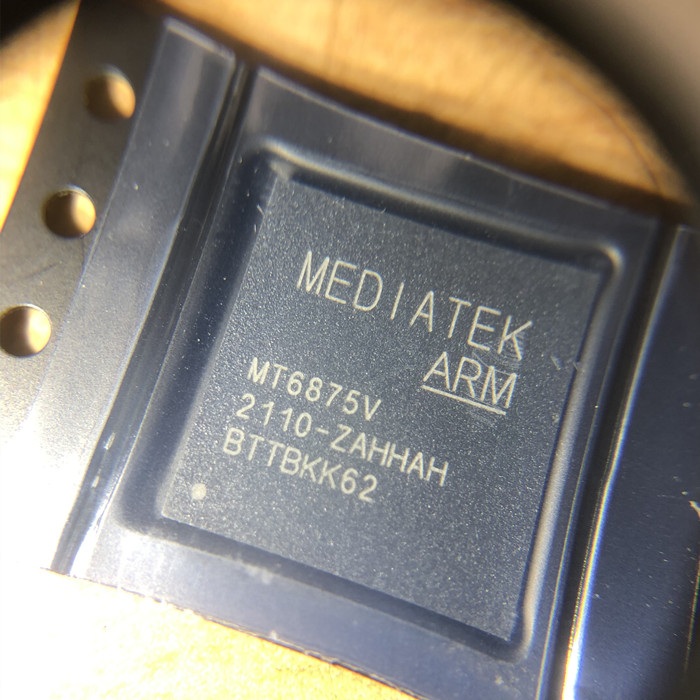 MEDIATEK
ARM
MT6875V
2110-ZAHHAH
BTTBKK62